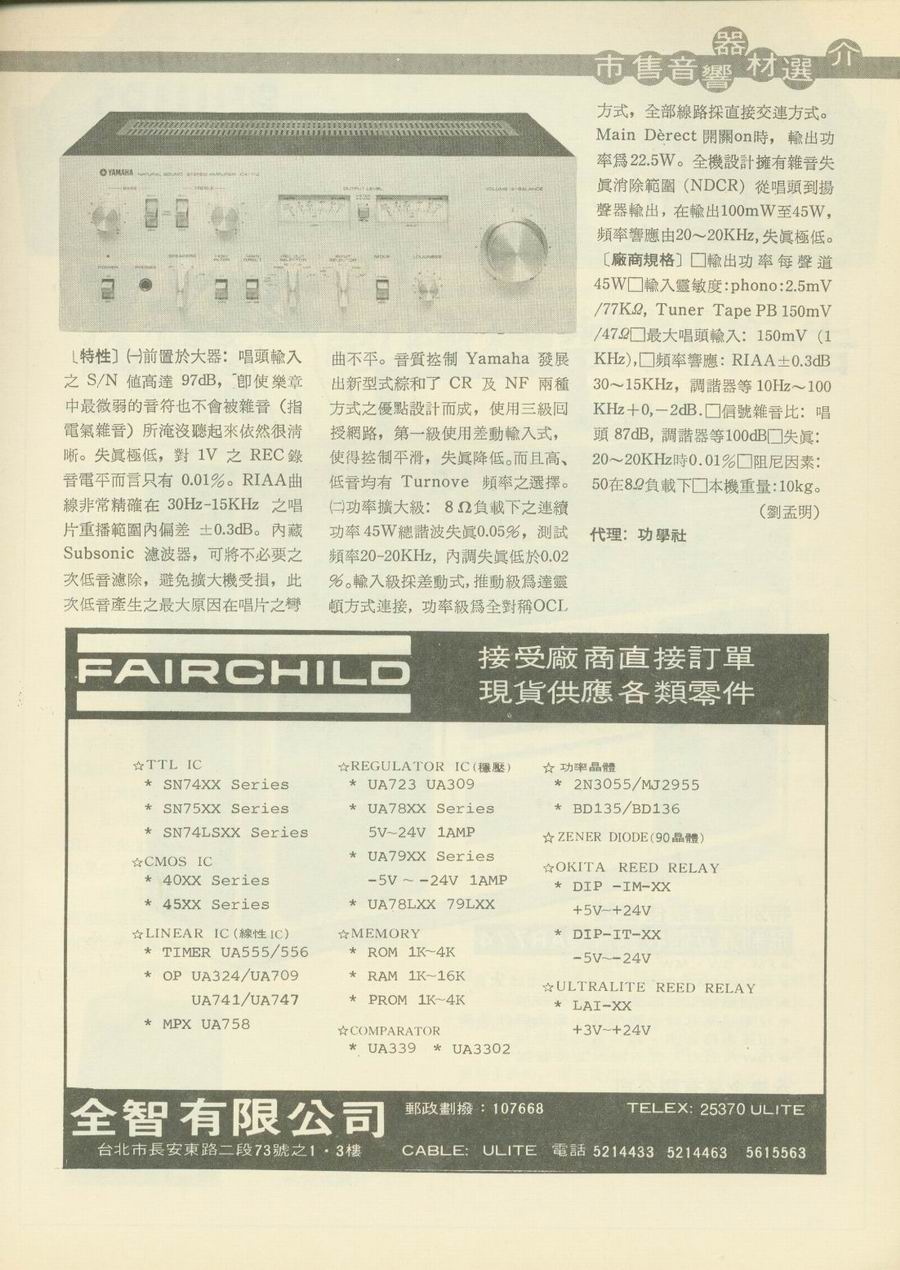 市售音響器材選介
YAMAHA NATURAL SOUND STEREO AMPLIFIER
BASS
TREBLE
OUTPUT LEVEL
VOLUME
BALANCE
POWER
PHONES
SPEAKERS
LOUDNESS
〔特性〕㈠前置於大器：唱頭輸入
之 S/N 値高達 97dB，卽使樂章
中最微弱的音符也不會被雜音（指
電氣雜音）所淹沒聽起來依然很清
晰。失眞極低，對 1V 之 REC錄
音電平而言只有 0.01%。RIAA曲
線非常精確在 30Hz-15KHz 之唱
片重播範圍內偏差 ±0.3dB。內藏
Subsonic 濾波器，可將不必要之
次低音濾除，避免擴大機受損，此
次低音產生之最大原因在唱片之彎
曲不平。音質控制 Yamaha 發展
出新型式綜和了 CR 及 NF 兩種
方式之優點設計而成，使用三級回
授網路，第一級使用差動輸入式，
使得控制平滑，失眞降低。而且高、
低音均有 Turnove 頻率之選擇。
㈡功率擴大級：8Ω負載下之連續
功率45W總諧波失眞0.05%，測試
頻率20-20KHz，內調失眞低於0.02
%。輸入級採差動式，推動級爲達靈
頓方式連接，功率級爲全對稱OCL
方式，全部線路採直接交連方式。
Main Dèrect 開關on時，輸出功
率爲22.5W。全機設計擁有雜音失
眞消除範圍（NDCR）從唱頭到揚
聲器輸出，在輸出100mW至45W，
頻率響應由20～20KHz，失眞極低。
〔廠商規格〕□輸出功率每聲道
45W□輸入靈敏度:phono:2.5mV
/77KΩ, Tuner Tape PB 150mV
/47Ω□最大唱頭輸入：150mV (1
KHz),□頻率響應：RIAA±0.3dB
30～15KHz，調諧器等10Hz～100
KHz+0,-2dB.□信號雜音比：唱
頭 87dB, 調諧器等100dB□失眞：
20～20KHz時0.01%□阻尼因素：
50在8Ω負載下□本機重量:10kg。
（劉孟明）
代理：功學社
FAIRCHILD
接受廠商直接訂單
現貨供應各類零件
☆TTL IC
* SN74XX Series
* SN75XX Series
* SN74LSXX Series
☆CMOS IC
* 40XX Series
* 45XX Series
☆LINEAR IC(線性IC)
* TIMER UA555/556
* OP UA324/UA709
UA741/UA747
* MPX UA758
☆REGULATOR IC(穩壓)
* UA723 UA309
* UA78XX Series
5V~24V 1AMP
* UA79XX Series
-5V ~ -24V 1AMP
* UA78LXX 79LXX
☆MEMORY
* ROM 1K~4K
* RAM 1K~16K
* PROM 1K~4K
☆COMPARATOR
* UA339 * UA3302
☆ 功率晶體
* 2N3055/MJ2955
* BD135/BD136
☆ZENER DIODE(90晶體)
☆OKITA REED RELAY
* DIP -IM-XX
+5V~+24V
* DIP-IT-XX
-5V~-24V
☆ULTRALITE REED RELAY
* LAI-XX
+3V~+24V
全智有限公司
台北市長安東路二段73號之1・3樓
郵政劃撥：107668
TELEX: 25370 ULITE
CABLE: ULITE 電話 5214433 5214463 5615563